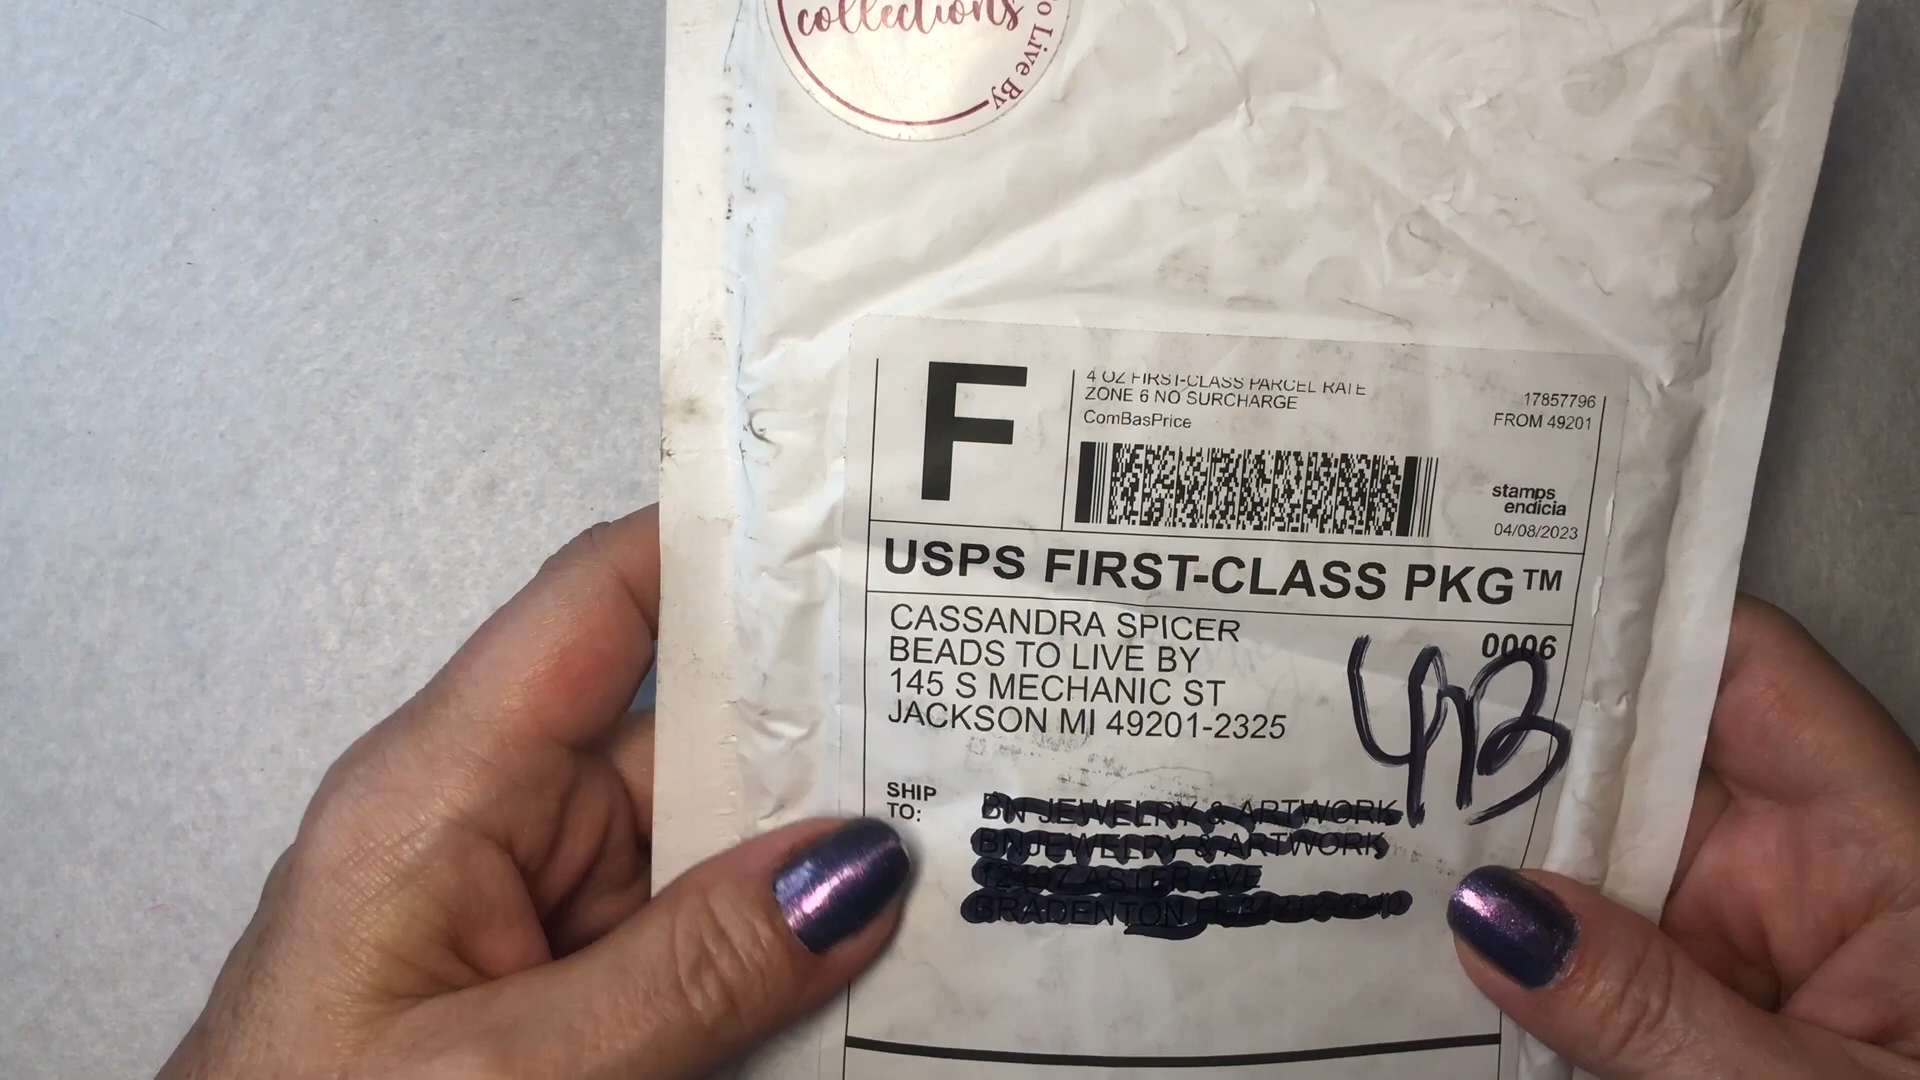 collections
o Live By
F
4 OZ FIRST-CLASS PARCEL RATE
ZONE 6 NO SURCHARGE
ComBasPrice
17857796
FROM 49201
stamps
endicia
04/08/2023
USPS FIRST-CLASS PKG™
CASSANDRA SPICER
BEADS TO LIVE BY
145 S MECHANIC ST
JACKSON MI 49201-2325
0006
SHIP
TO: